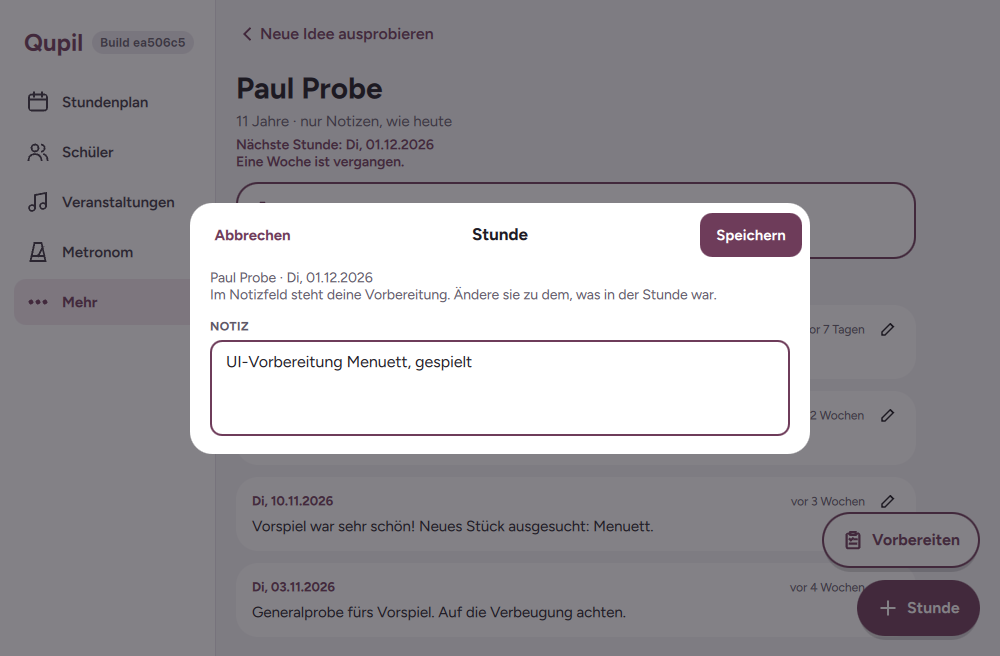 Qupil
Build ea506c5
Stundenplan
Schüler
Veranstaltungen
Metronom
Mehr
Neue Idee ausprobieren
Paul Probe
11 Jahre · nur Notizen, wie heute
Nächste Stunde: Di, 01.12.2026
Eine Woche ist vergangen.
Abbrechen
Stunde
Speichern
Paul Probe · Di, 01.12.2026
Im Notizfeld steht deine Vorbereitung. Ändere sie zu dem, was in der Stunde war.
NOTIZ
UI-Vorbereitung Menuett, gespielt
7 Tagen
2 Wochen
Di, 10.11.2026
vor 3 Wochen
Vorspiel war sehr schön! Neues Stück ausgesucht: Menuett.
Vorbereiten
Di, 03.11.2026
vor 4 Wochen
Generalprobe fürs Vorspiel. Auf die Verbeugung achten.
Stunde